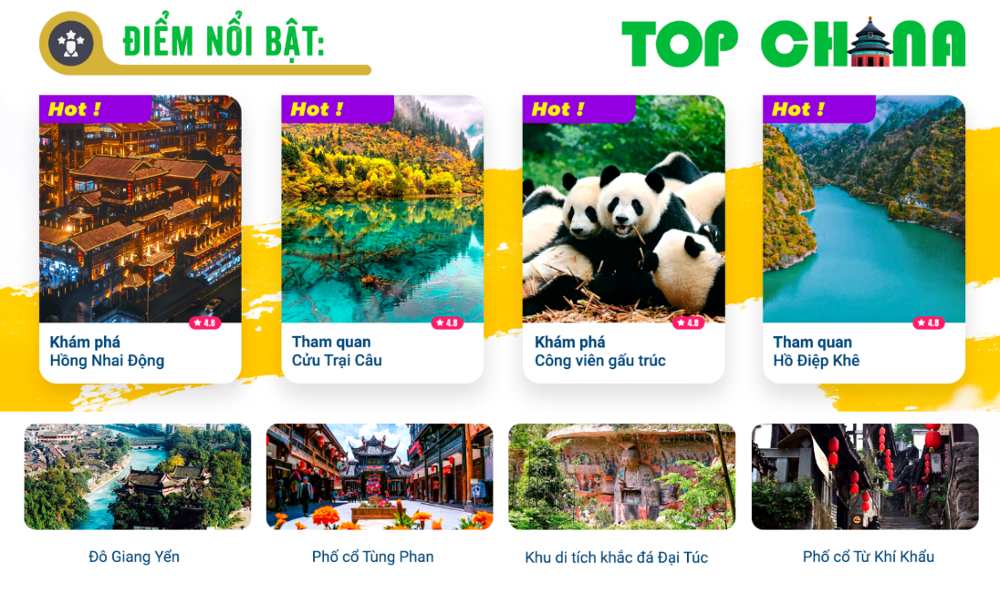 ĐIỂM NỔI BẬT:
TOP CHINA
Hot !
Hot !
Hot !
Hot !
4.8
4.8
4.8
4.8
Khám phá
Hồng Nhai Động
Tham quan
Cửu Trại Câu
Khám phá
Công viên gấu trúc
Tham quan
Hồ Điệp Khê
Đô Giang Yển
Phố cổ Tùng Phan
Khu di tích khắc đá Đại Túc
Phố cổ Từ Khí Khẩu